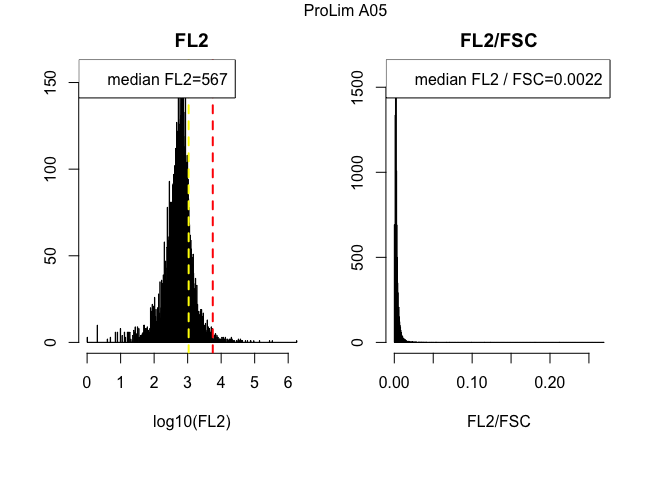 ProLim A05
FL2
median FL2=567
0
50
100
150
0 1 2 3 4 5 6
log10(FL2)
FL2/FSC
median FL2 / FSC=0.0022
0
500
1000
1500
0.00 0.10 0.20
FL2/FSC